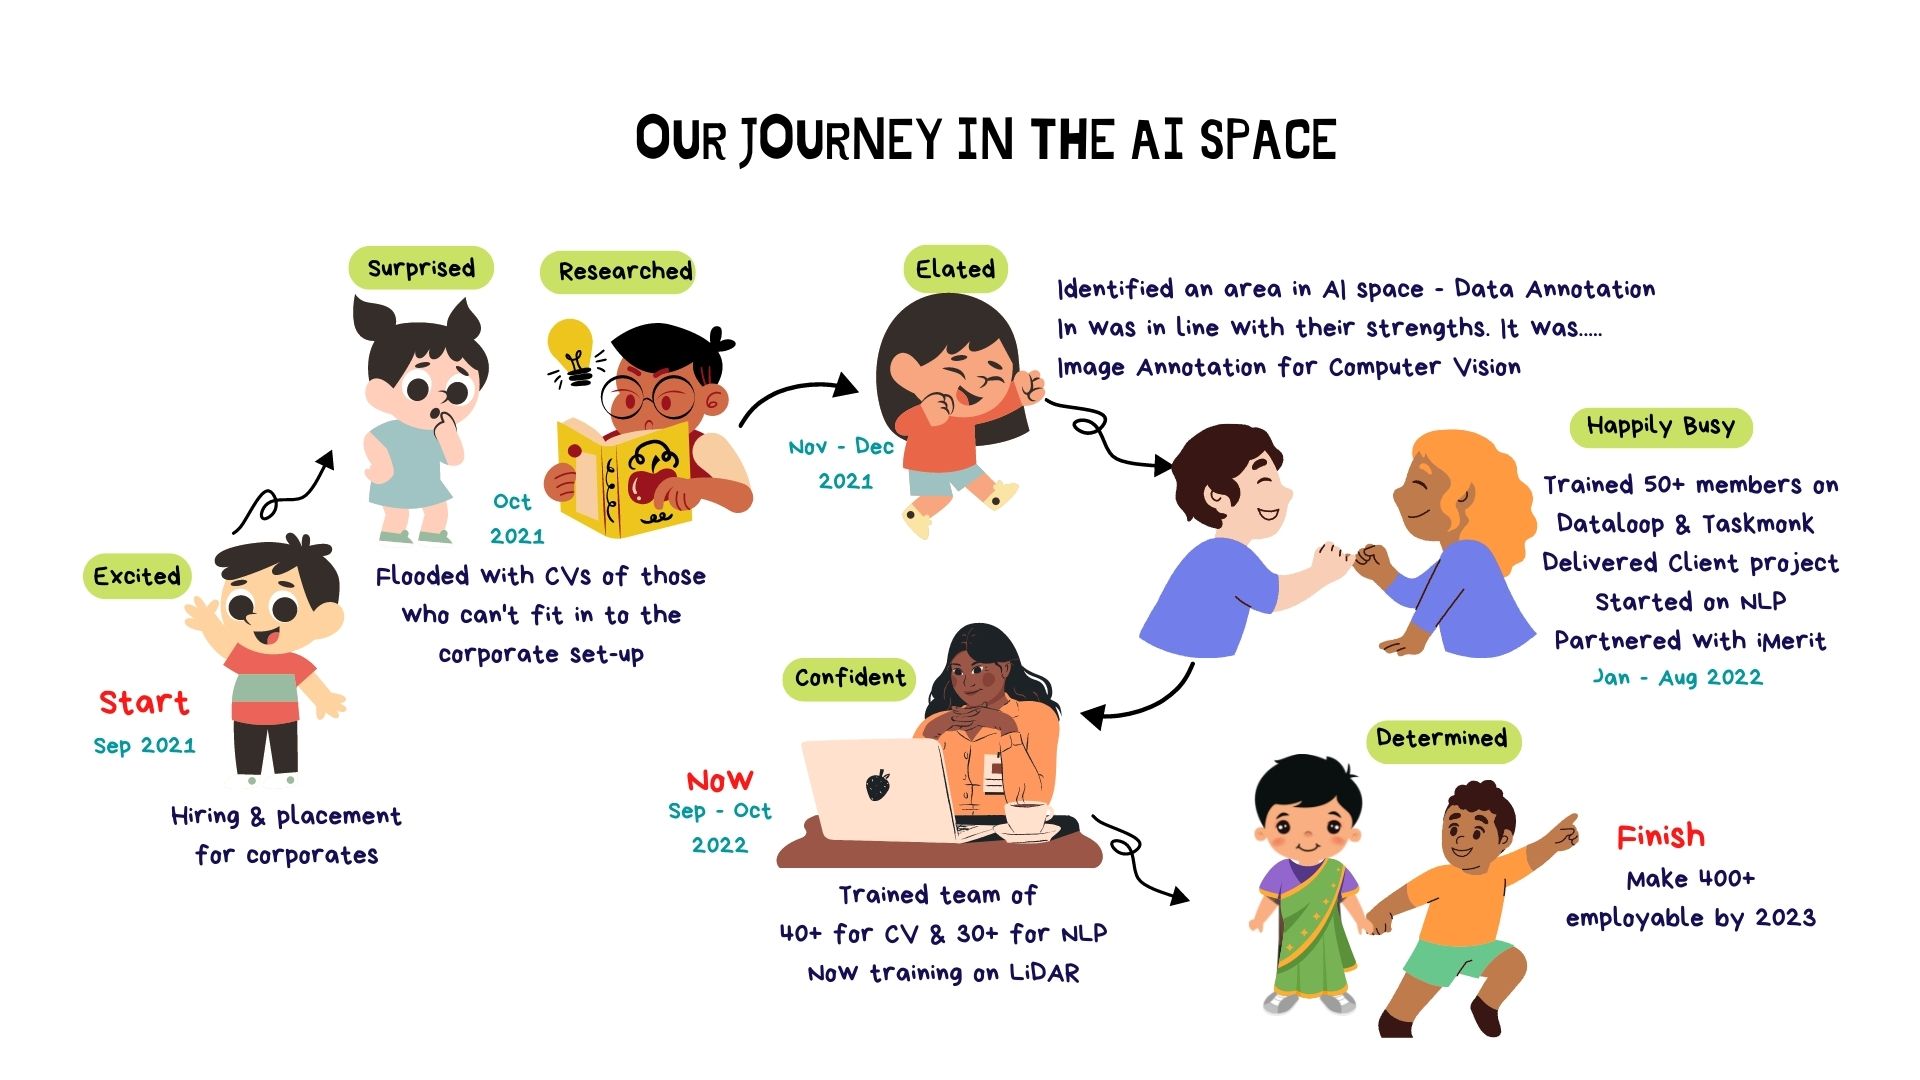 OUR JOURNEY IN THE AI SPACE
Excited
Start
Sep 2021
Hiring & placement
for corporates
Surprised
Researched
Oct
2021
Flooded with CVs of those
who can't fit in to the
corporate set-up
Elated
Nov - Dec
2021
Identified an area in AI space - Data Annotation
In was in line with their strengths. It was.....
Image Annotation for Computer Vision
Happily Busy
Trained 50+ members on
Dataloop & Taskmonk
Delivered Client project
Started on NLP
Partnered with iMerit
Jan - Aug 2022
Confident
Now
Sep - Oct
2022
Trained team of
40+ for CV & 30+ for NLP
Now training on LiDAR
Determined
Finish
Make 400+
employable by 2023